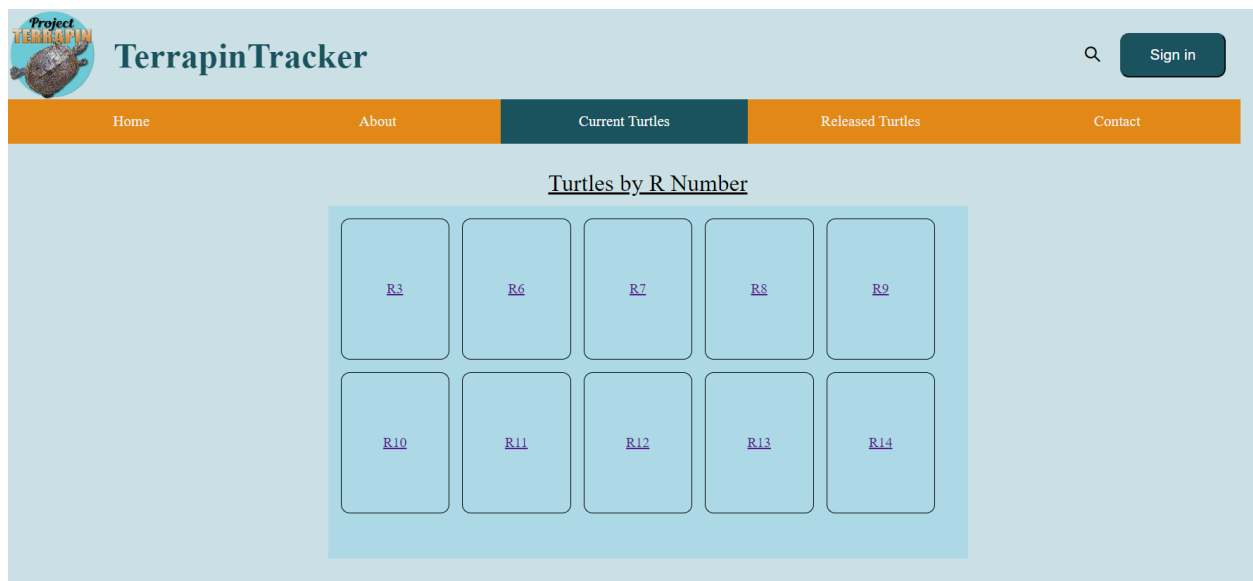 Project
TERRAPIN
TerrapinTracker
Sign in
Home About Current Turtles Released Turtles Contact
Turtles by R Number
R3 R6 R7 R8 R9
R10 R11 R12 R13 R14